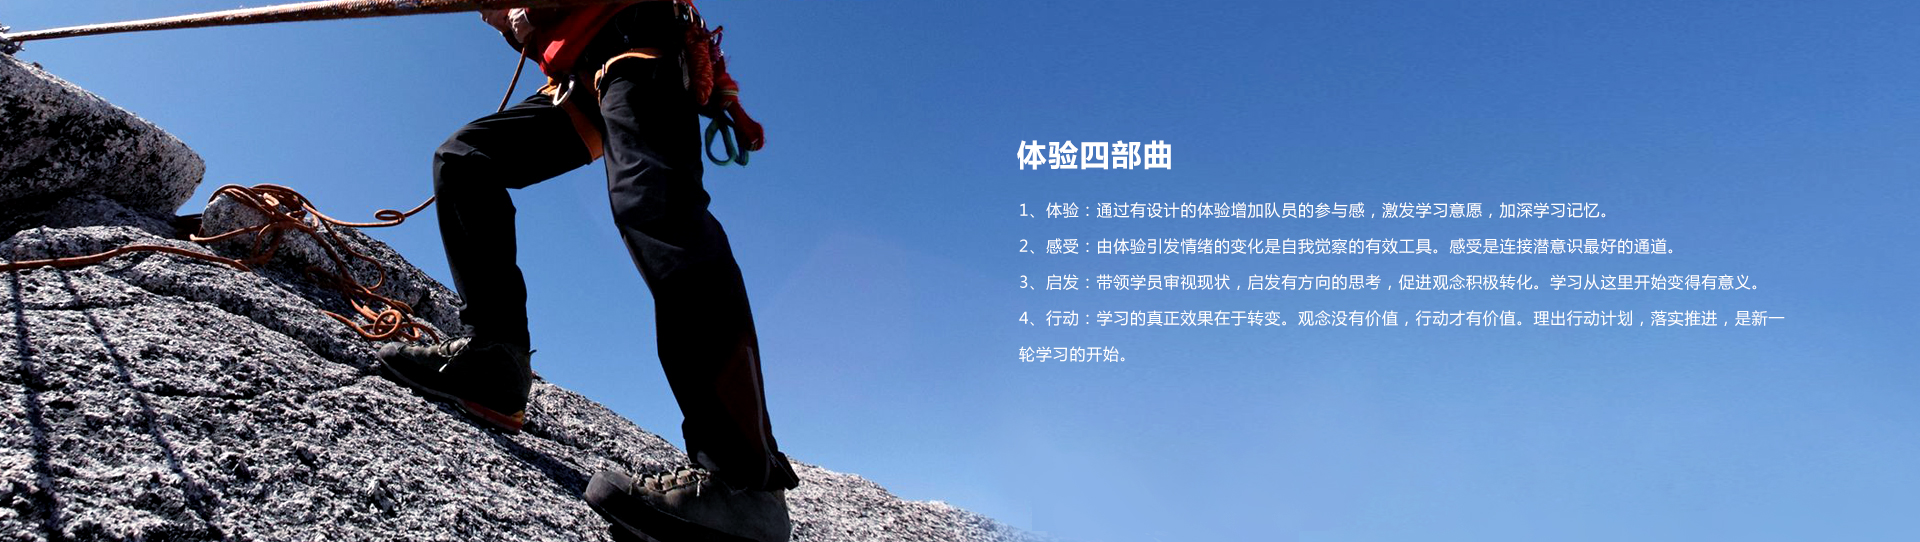 体验四部曲
1、体验：通过有设计的体验增加队员的参与感，激发学习意愿，加深学习记忆。
2、感受：由体验引发情绪的变化是自我觉察的有效工具。感受是连接潜意识最好的通道。
3、启发：带领学员审视现状，启发有方向的思考，促进观念积极转化。学习从这里开始变得有意义。
4、行动：学习的真正效果在于转变。观念没有价值，行动才有价值。理出行动计划，落实推进，是新一
轮学习的开始。